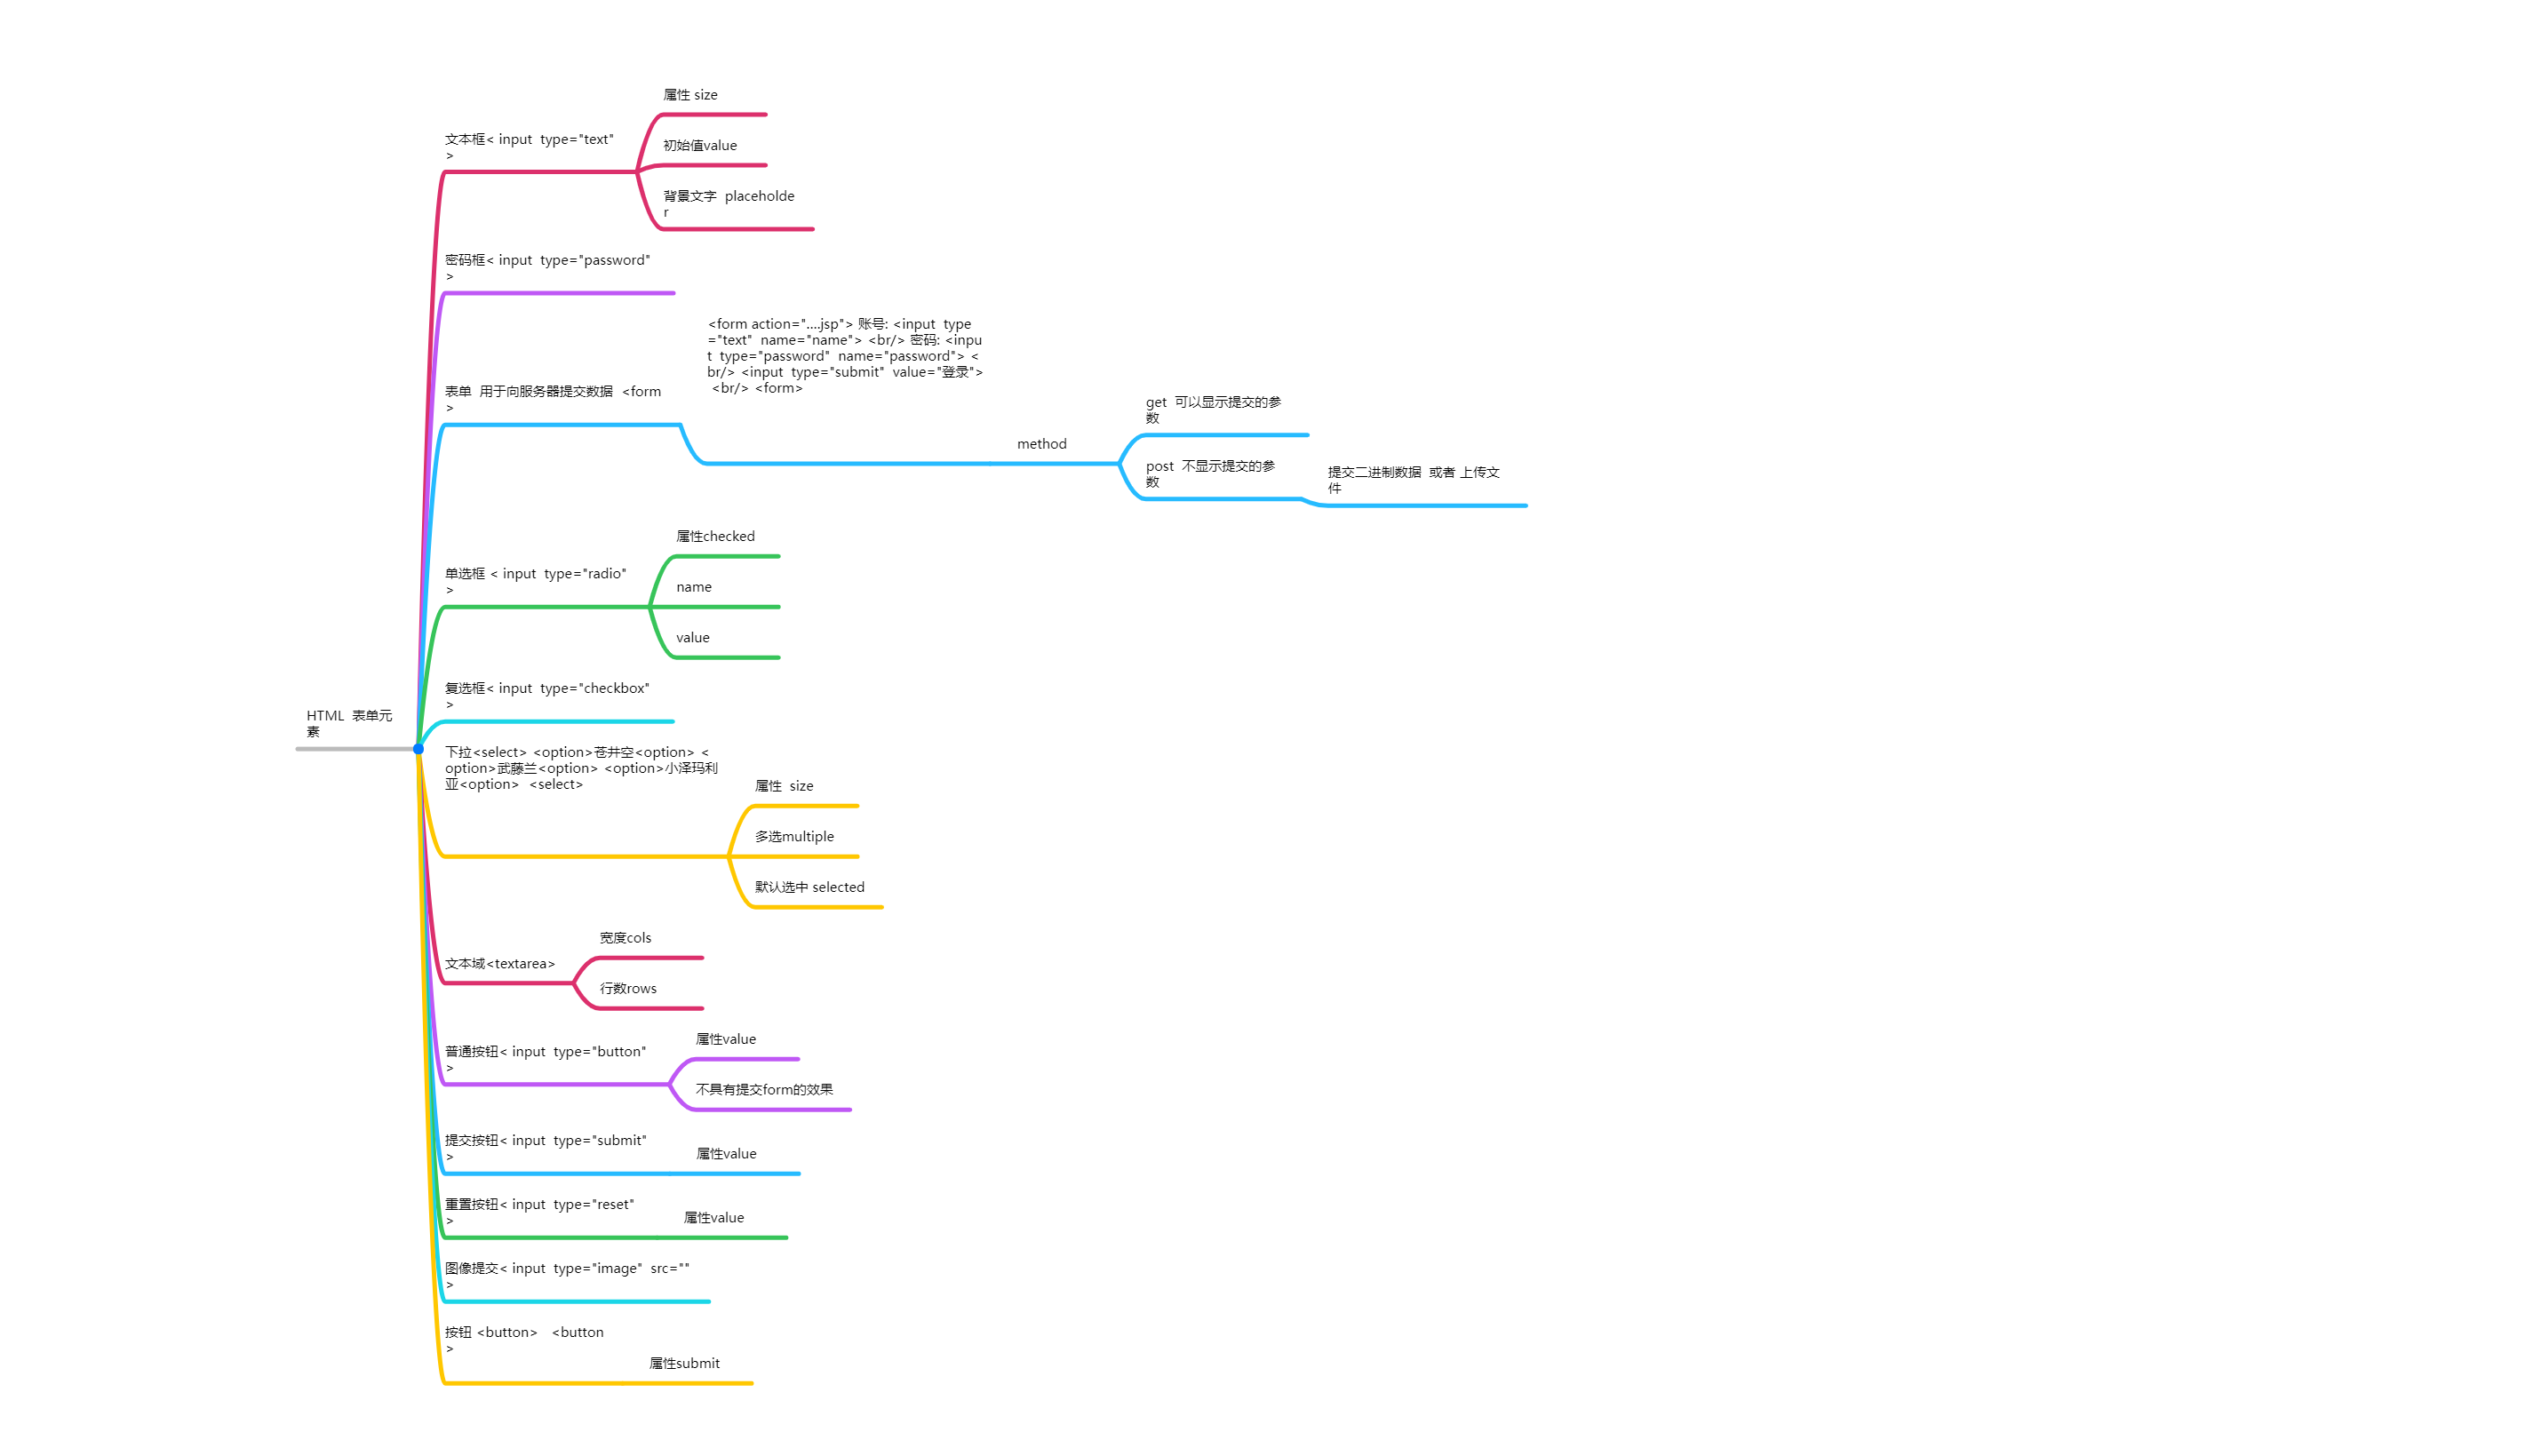 属性 size
文本框< input type="text"
>
初始值value
背景文字 placeholde
r
密码框< input type="password"
>
<form action="....jsp"> 账号: <input type
="text" name="name"> <br/> 密码: <inpu
t type="password" name="password"> <
br/> <input type="submit" value="登录">
<br/> <form>
表单 用于向服务器提交数据 <form
>
method
get 可以显示提交的参
数
post 不显示提交的参
数
提交二进制数据 或者 上传文
件
属性checked
单选框 < input type="radio"
>
name
value
复选框< input type="checkbox"
>
HTML 表单元
素
下拉<select> <option>苍井空<option> <
option>武藤兰<option> <option>小泽玛利
亚<option> <select>
属性 size
多选multiple
默认选中 selected
宽度cols
文本域<textarea>
行数rows
属性value
普通按钮< input type="button"
>
不具有提交form的效果
提交按钮< input type="submit"
>
属性value
重置按钮< input type="reset"
>
属性value
图像提交< input type="image" src=""
>
按钮 <button> <button
>
属性submit